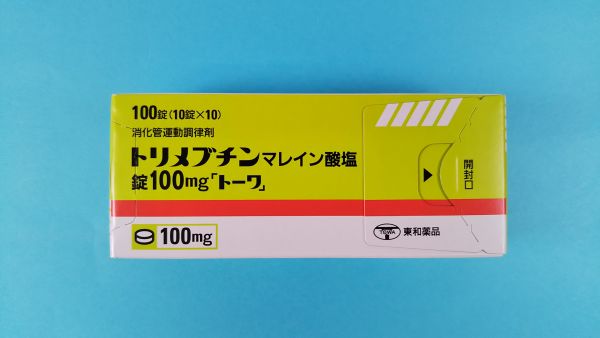 100錠(10錠×10)
消化管運動調律剤
トリメブチンマレイン酸塩
錠100mg「トーワ」
開封口
100mg
TOWA 東和薬品